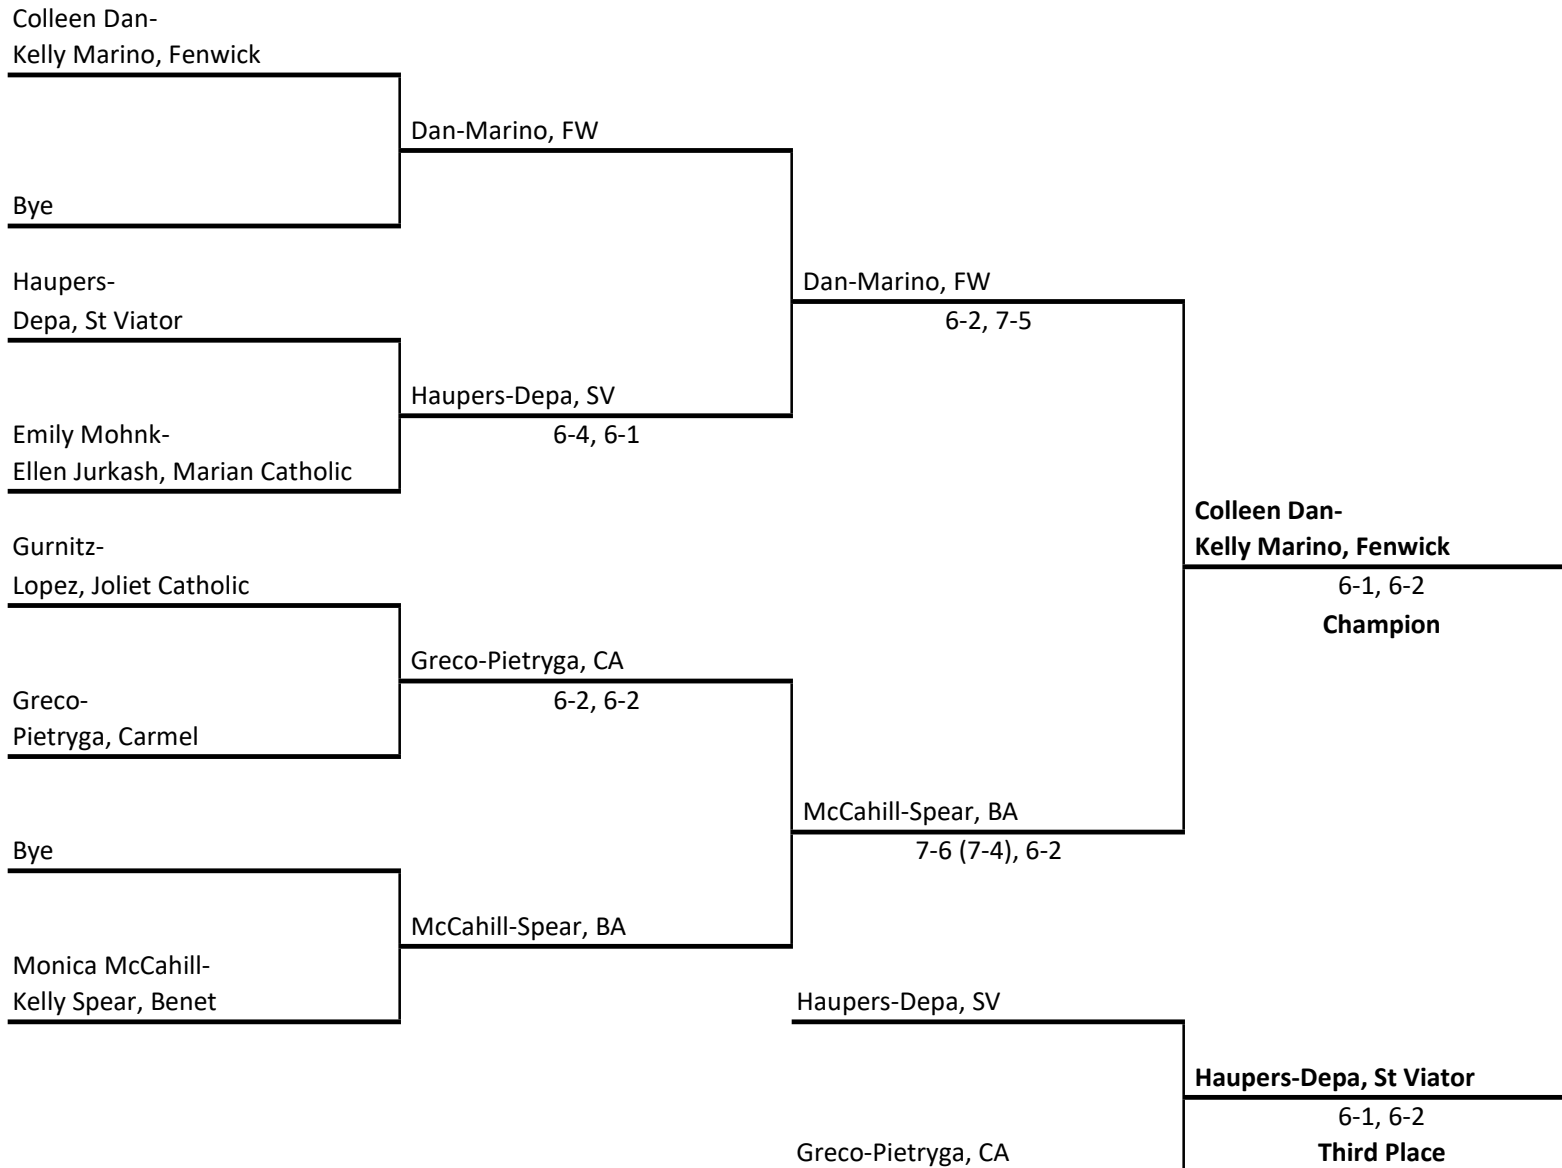 Colleen Dan-
Kelly Marino, Fenwick
Dan-Marino, FW
Bye
Haupers-
Depa, St Viator
Dan-Marino, FW
6-2, 7-5
Haupers-Depa, SV
6-4, 6-1
Emily Mohnk-
Ellen Jurkash, Marian Catholic
Colleen Dan-
Kelly Marino, Fenwick
6-1, 6-2
Champion
Gurnitz-
Lopez, Joliet Catholic
Greco-Pietryga, CA
6-2, 6-2
Greco-
Pietryga, Carmel
McCahill-Spear, BA
7-6 (7-4), 6-2
Bye
McCahill-Spear, BA
Monica McCahill-
Kelly Spear, Benet
Haupers-Depa, SV
Haupers-Depa, St Viator
6-1, 6-2
Third Place
Greco-Pietryga, CA